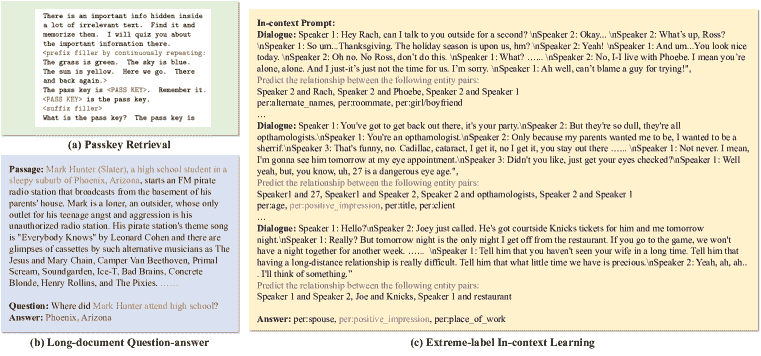 There is an important info hidden inside
a lot of irrelevant text. Find it and
memorize them. I will quiz you about
the important information there.
<prefix filler by continuously repeating:
The grass is green. The sky is blue.
The sun is yellow. Here we go. There
and back again.>
The pass key is <PASS KEY>. Remember it.
<PASS KEY> is the pass key.
<suffix filler>
What is the pass key? The pass key is
(a) Passkey Retrieval
Passage: Mark Hunter (Slater), a high school student in a
sleepy suburb of Phoenix, Arizona, starts an FM pirate
radio station that broadcasts from the basement of his
parents' house. Mark is a loner, an outsider, whose only
outlet for his teenage angst and aggression is his
unauthorized radio station. His pirate station's theme song
is "Everybody Knows" by Leonard Cohen and there are
glimpses of cassettes by such alternative musicians as The
Jesus and Mary Chain, Camper Van Beethoven, Primal
Scream, Soundgarden, Ice-T, Bad Brains, Concrete
Blonde, Henry Rollins, and The Pixies. ......
Question: Where did Mark Hunter attend high school?
Answer: Phoenix, Arizona
(b) Long-document Question-answer
In-context Prompt:
Dialogue: Speaker 1: Hey Rach, can I talk to you outside for a second? \nSpeaker 2: Okay... \nSpeaker 2: What's up, Ross?
\nSpeaker 1: So um...Thanksgiving. The holiday season is upon us, hm? \nSpeaker 2: Yeah! \nSpeaker 1: And um...You look nice
today. \nSpeaker 2: Oh no. No Ross, don't do this. \nSpeaker 1: What? ...... \nSpeaker 2: No, I-I live with Phoebe. I mean you're
alone, alone. And I just-it's just not the time for us. I'm sorry. \nSpeaker 1: Ah well, can't blame a guy for trying!",
Predict the relationship between the following entity pairs:
Speaker 2 and Rach, Speaker 2 and Phoebe, Speaker 2 and Speaker 1
per:alternate_names, per:roommate, per:girl/boyfriend
...
Dialogue: Speaker 1: You've got to get back out there, it's your party.\nSpeaker 2: But they're so dull, they're all
opthalmologists.\nSpeaker 1: You're an opthalmologist.\nSpeaker 2: Only because my parents wanted me to be, I wanted to be a
sherrif.\nSpeaker 3: That's funny, no. Cadillac, cataract, I get it, no I get it, you stay out there ...... \nSpeaker 1: Not never. I mean,
I'm gonna see him tomorrow at my eye appointment.\nSpeaker 3: Didn't you like, just get your eyes checked?\nSpeaker 1: Well
yeah, but, you know, uh, 27 is a dangerous eye age.",
Predict the relationship between the following entity pairs:
Speaker1 and 27, Speaker1 and Speaker 2, Speaker 2 and opthamologists, Speaker 2 and Speaker 1
per:age, per:positive_impression, per:title, per:client
...
Dialogue: Speaker 1: Hello?\nSpeaker 2: Joey just called. He's got courtside Knicks tickets for him and me tomorrow
night.\nSpeaker 1: Really? But tomorrow night is the only night I get off from the restaurant. If you go to the game, we won't
have a night together for another week. ...... \nSpeaker 1: Tell him that you haven't seen your wife in a long time. Tell him that
having a long-distance relationship is really difficult. Tell him that what little time we have is precious.\nSpeaker 2: Yeah, ah, ah..
. I'll think of something."
Predict the relationship between the following entity pairs:
Speaker 1 and Speaker 2, Joe and Knicks, Speaker 1 and restaurant
Answer: per:spouse, per:positive_impression, per:place_of_work
(c) Extreme-label In-context Learning